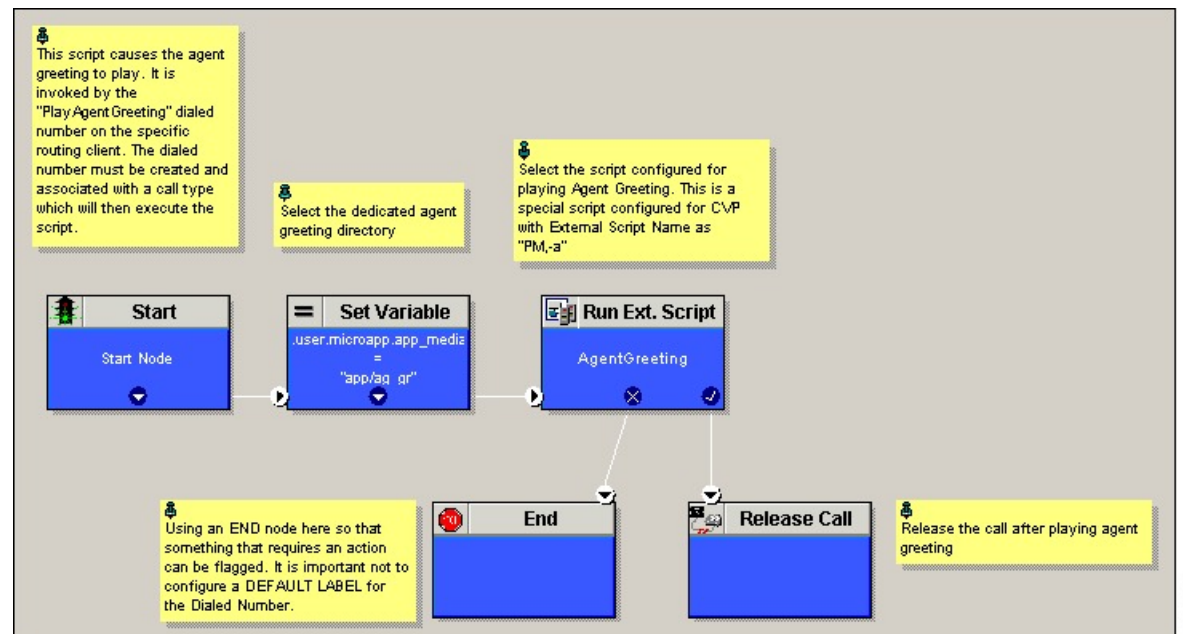 This script causes the agent
greeting to play. It is
invoked by the
"PlayAgentGreeting" dialed
number on the specific
routing client. The dialed
number must be created and
associated with a call type
which will then execute the
script.
Select the dedicated agent
greeting directory
Select the script configured for
playing Agent Greeting. This is a
special script configured for CVP
with External Script Name as
"PM,-a"
Start
Start Node
= Set Variable
.user.microapp.app_media
=
"app/ag_gr"
Run Ext. Script
AgentGreeting
Using an END node here so that
something that requires an action
can be flagged. It is important not to
configure a DEFAULT LABEL for
the Dialed Number.
End
Release Call
Release the call after playing agent
greeting